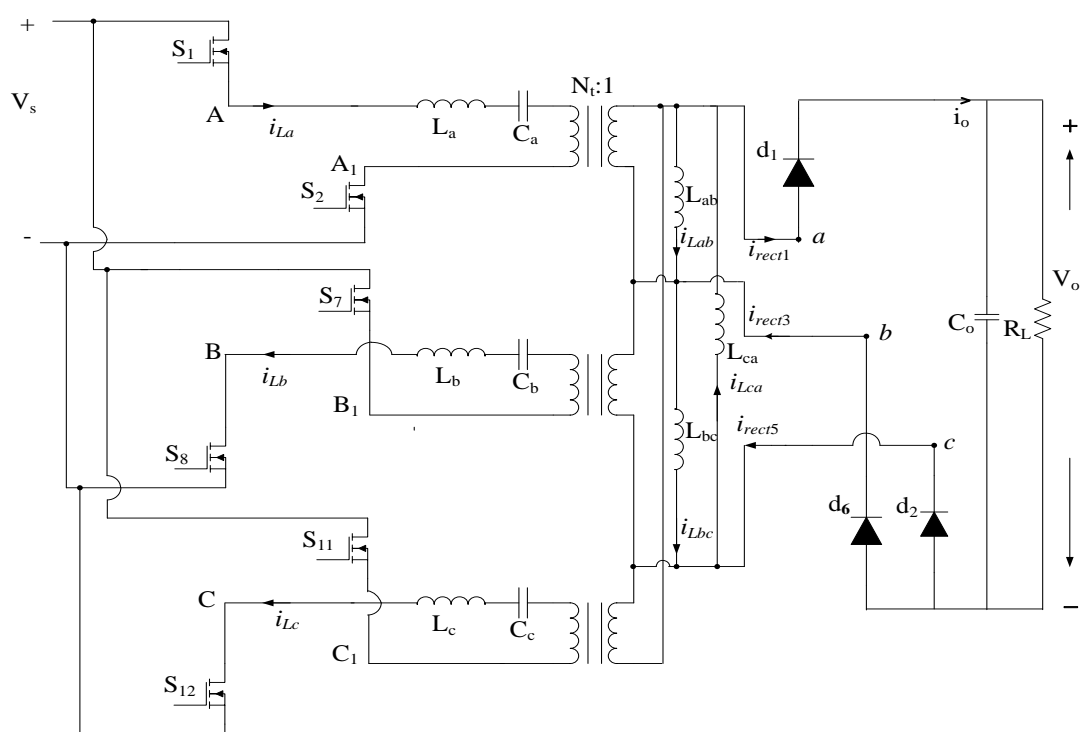 +
S1
Vs
A
iLa
La
Ca
Nt:1
A1
S2
-
d1
io
+
Lab
iLab
irect1
a
S7
B
iLb
Lb
Cb
B1
irect3
b
Lca
iLca
Co
RL
Vo
S8
Lbc
irect5
c
iLbc
d6
d2
S11
C
iLc
Lc
Cc
C1
S12
−